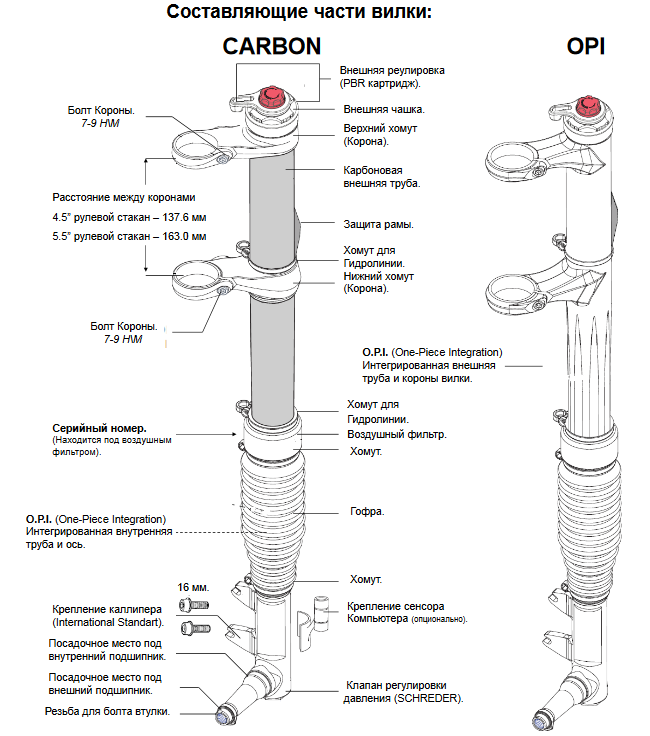 Составляющие части вилки:
CARBON
OPI
Внешняя реулировка
(PBR картридж).
Болт Короны.
7-9 Н\М
Внешняя чашка.
Верхний хомут
(Корона).
Карбоновая
внешняя труба.
Расстояние между коронами
4.5” рулевой стакан – 137.6 мм
5.5” рулевой стакан – 163.0 мм
Защита рамы.
Хомут для
Гидролинии.
Нижний хомут
(Корона).
Болт Короны.
7-9 Н\М
O.P.I. (One-Piece Integration)
Интегрированная внешняя
труба и короны вилки.
Хомут для
Гидролинии.
Серийный номер.
(Находится под воздушным
фильтром).
Воздушный фильтр.
Хомут.
Гофра.
O.P.I. (One-Piece Integration)
Интегрированная внутренняя
труба и ось.
Хомут.
16 мм.
Крепление каллипера
(International Standart).
Крепление сенсора
Компьютера (опционально).
Посадочное место под
внутренний подшипник.
Посадочное место под
внешний подшипник.
Клапан регулировки
давления (SCHREDER).
Резьба для болта втулки.